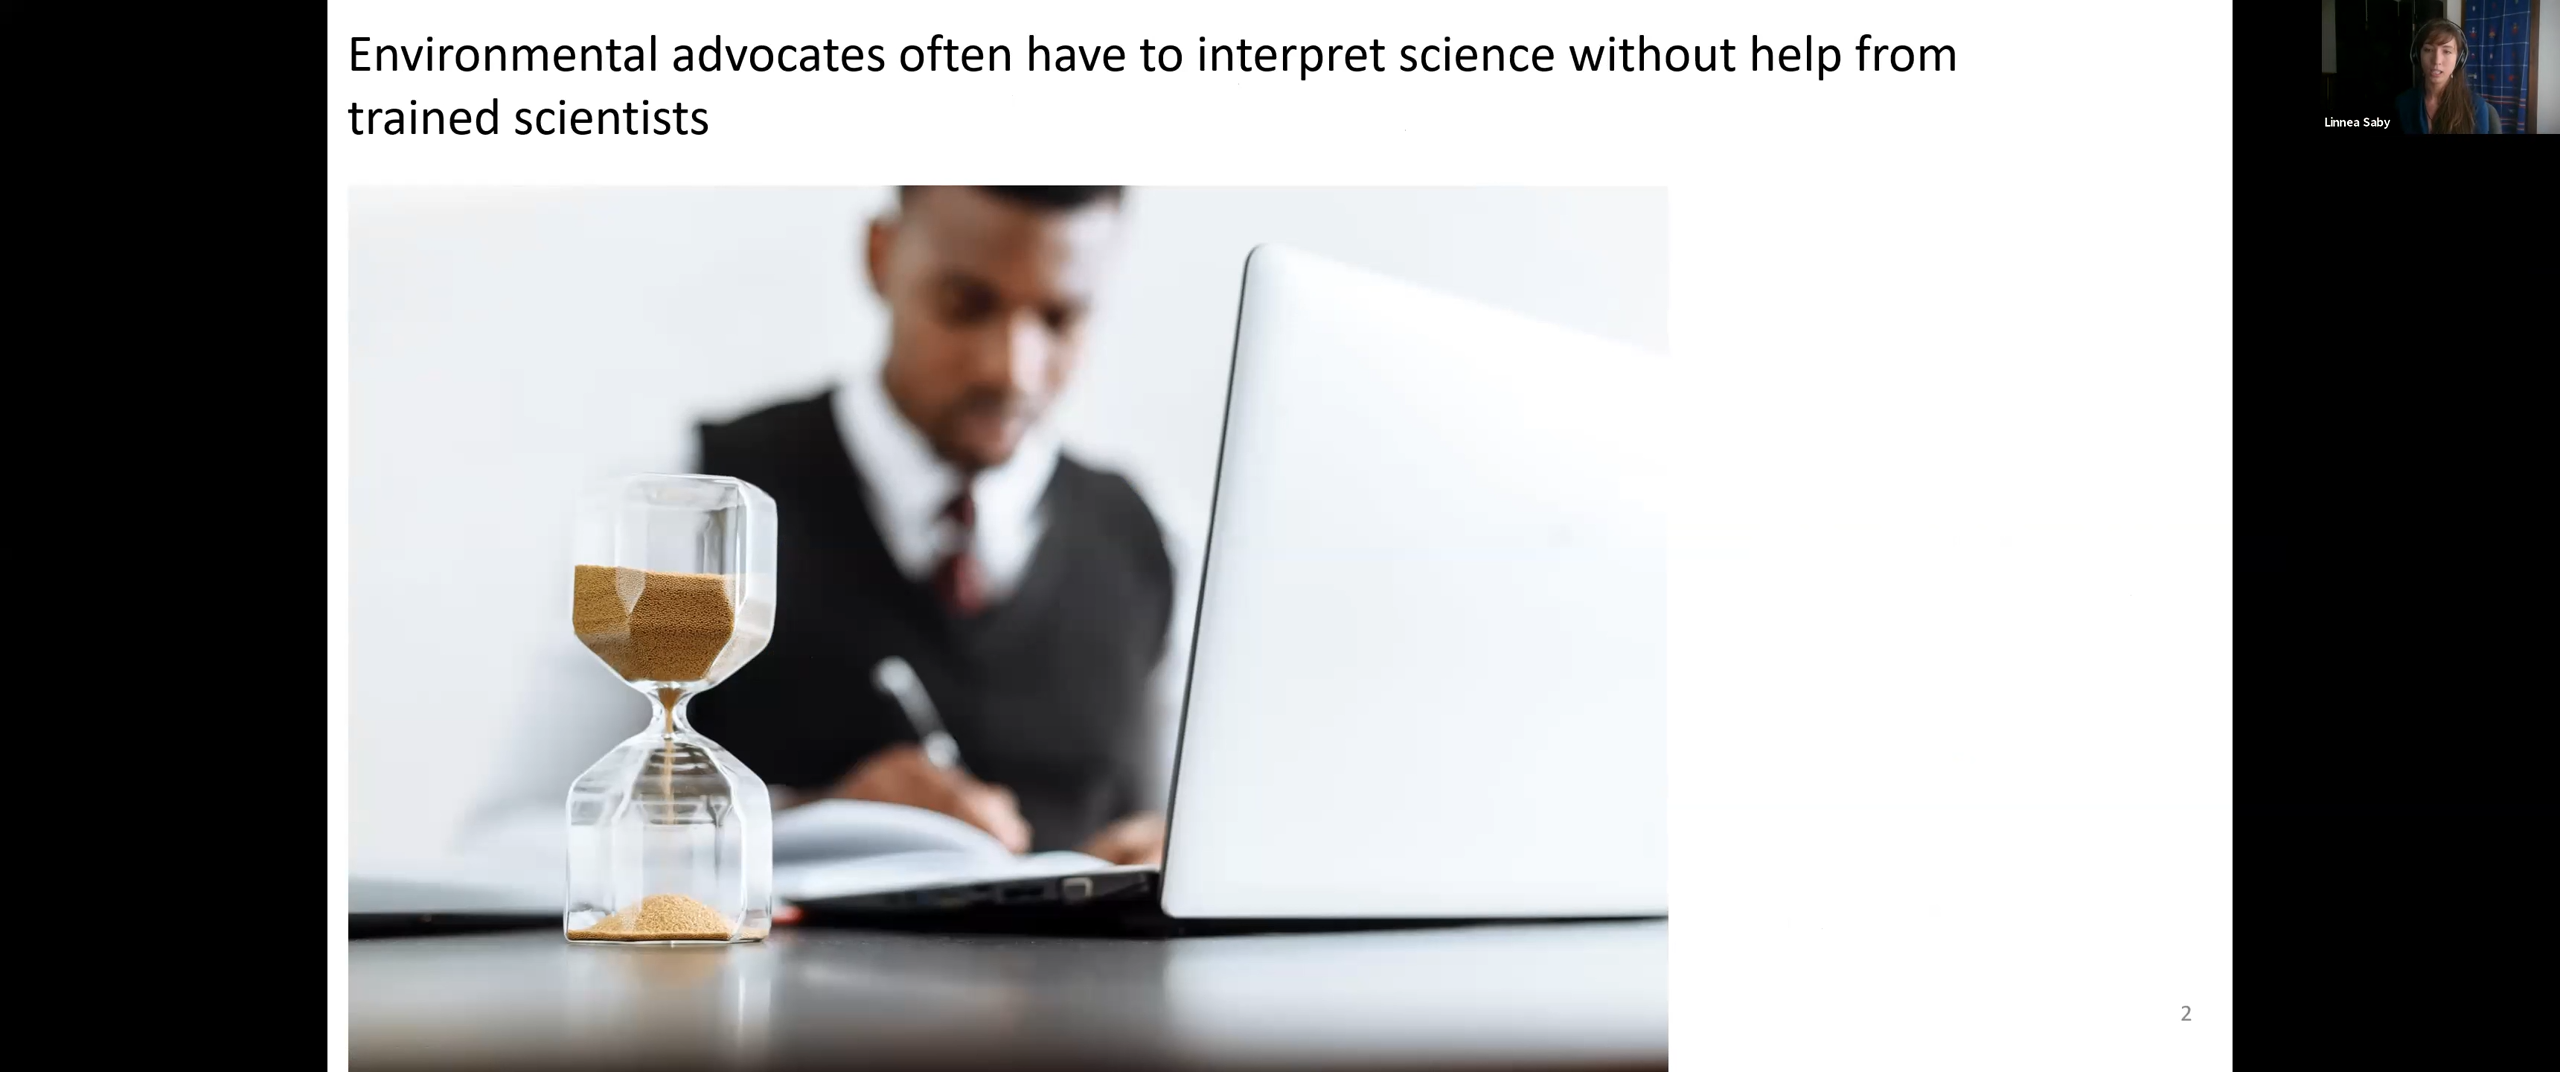 Environmental advocates often have to interpret science without help from
trained scientists
Linnea Saby
2